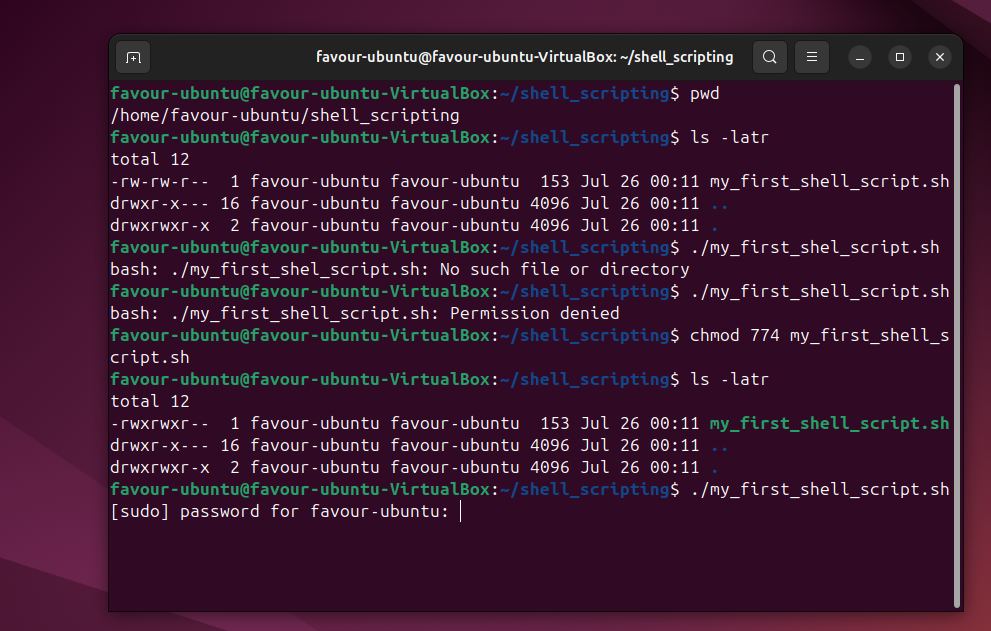 favour-ubuntu@favour-ubuntu-VirtualBox: ~/shell_scripting
favour-ubuntu@favour-ubuntu-VirtualBox:~/shell_scripting$ pwd
/home/favour-ubuntu/shell_scripting
favour-ubuntu@favour-ubuntu-VirtualBox:~/shell_scripting$ ls -latr
total 12
-rw-rw-r--  1 favour-ubuntu favour-ubuntu  153 Jul 26 00:11 my_first_shell_script.sh
drwxr-x--- 16 favour-ubuntu favour-ubuntu 4096 Jul 26 00:11 ..
drwxrwxr-x  2 favour-ubuntu favour-ubuntu 4096 Jul 26 00:11 .
favour-ubuntu@favour-ubuntu-VirtualBox:~/shell_scripting$ ./my_first_shel_script.sh
bash: ./my_first_shel_script.sh: No such file or directory
favour-ubuntu@favour-ubuntu-VirtualBox:~/shell_scripting$ ./my_first_shell_script.sh
bash: ./my_first_shell_script.sh: Permission denied
favour-ubuntu@favour-ubuntu-VirtualBox:~/shell_scripting$ chmod 774 my_first_shell_s
cript.sh
favour-ubuntu@favour-ubuntu-VirtualBox:~/shell_scripting$ ls -latr
total 12
-rwxrwxr--  1 favour-ubuntu favour-ubuntu  153 Jul 26 00:11 my_first_shell_script.sh
drwxr-x--- 16 favour-ubuntu favour-ubuntu 4096 Jul 26 00:11 ..
drwxrwxr-x  2 favour-ubuntu favour-ubuntu 4096 Jul 26 00:11 .
favour-ubuntu@favour-ubuntu-VirtualBox:~/shell_scripting$ ./my_first_shell_script.sh
[sudo] password for favour-ubuntu: